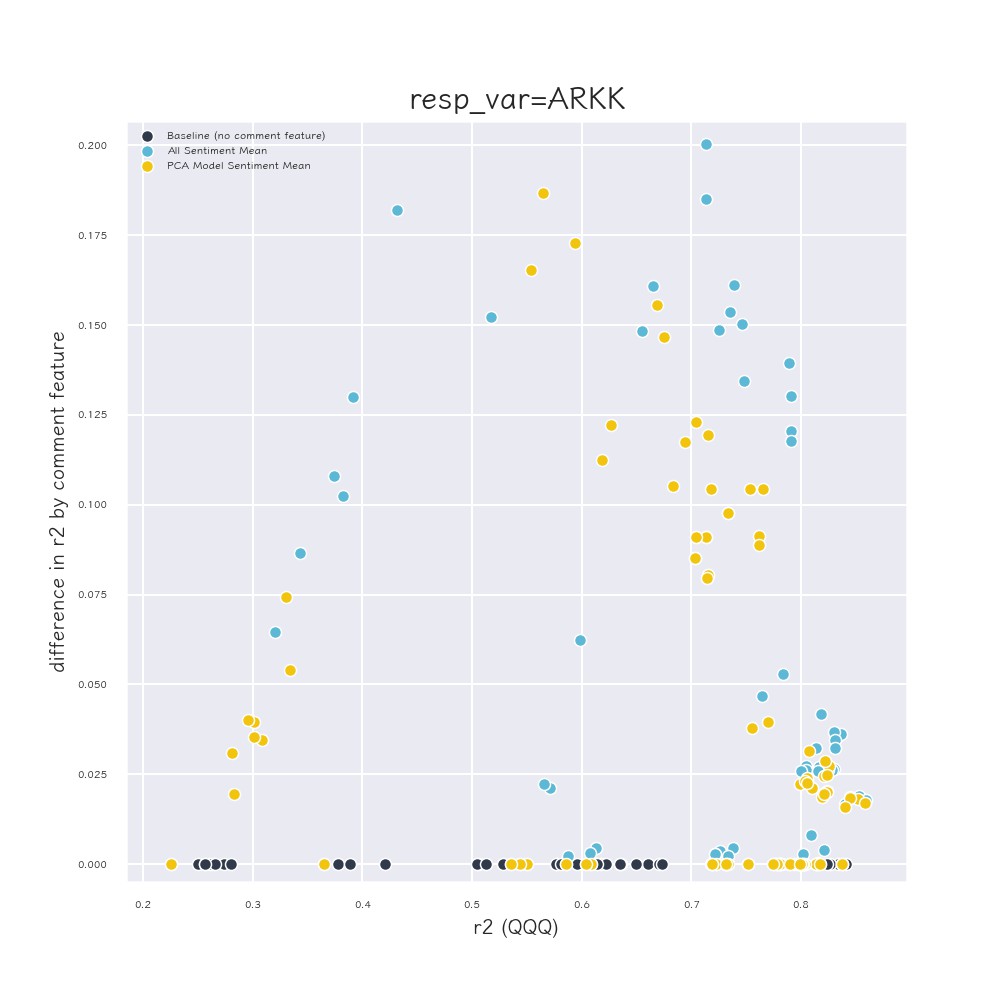 resp_var=ARKK
Baseline (no comment feature)
All Sentiment Mean
PCA Model Sentiment Mean
0.200
0.175
0.150
0.125
0.100
0.075
0.050
0.025
0.000
difference in r2 by comment feature
0.2 0.3 0.4 0.5 0.6 0.7 0.8
r2 (QQQ)